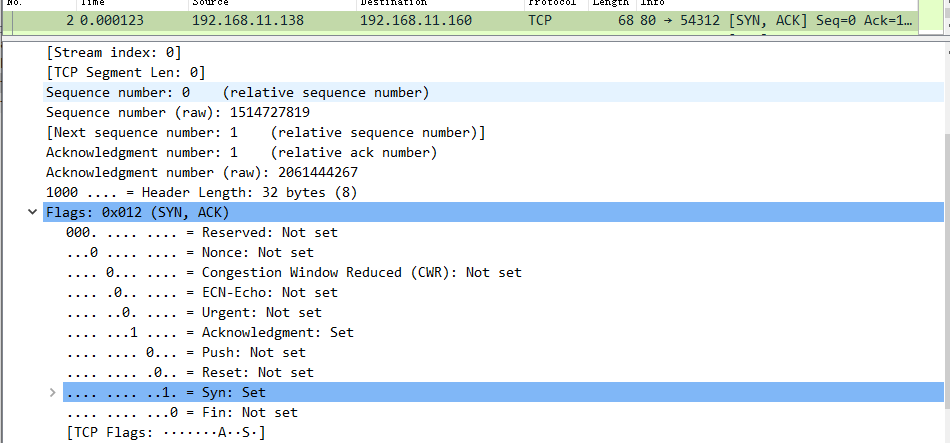 No. Time Source Destination Protocol Length Info
2 0.000123 192.168.11.138 192.168.11.160 TCP 68 80 → 54312 [SYN, ACK] Seq=0 Ack=1…
[Stream index: 0]
[TCP Segment Len: 0]
Sequence number: 0 (relative sequence number)
Sequence number (raw): 1514727819
[Next sequence number: 1 (relative sequence number)]
Acknowledgment number: 1 (relative ack number)
Acknowledgment number (raw): 2061444267
1000 .... = Header Length: 32 bytes (8)
Flags: 0x012 (SYN, ACK)
000. .... .... = Reserved: Not set
...0 .... .... = Nonce: Not set
.... 0... .... = Congestion Window Reduced (CWR): Not set
.... .0.. .... = ECN-Echo: Not set
.... ..0. .... = Urgent: Not set
.... ...1 .... = Acknowledgment: Set
.... .... 0... = Push: Not set
.... .... .0.. = Reset: Not set
.... .... ..1. = Syn: Set
.... .... ...0 = Fin: Not set
[TCP Flags: ·······A··S·]